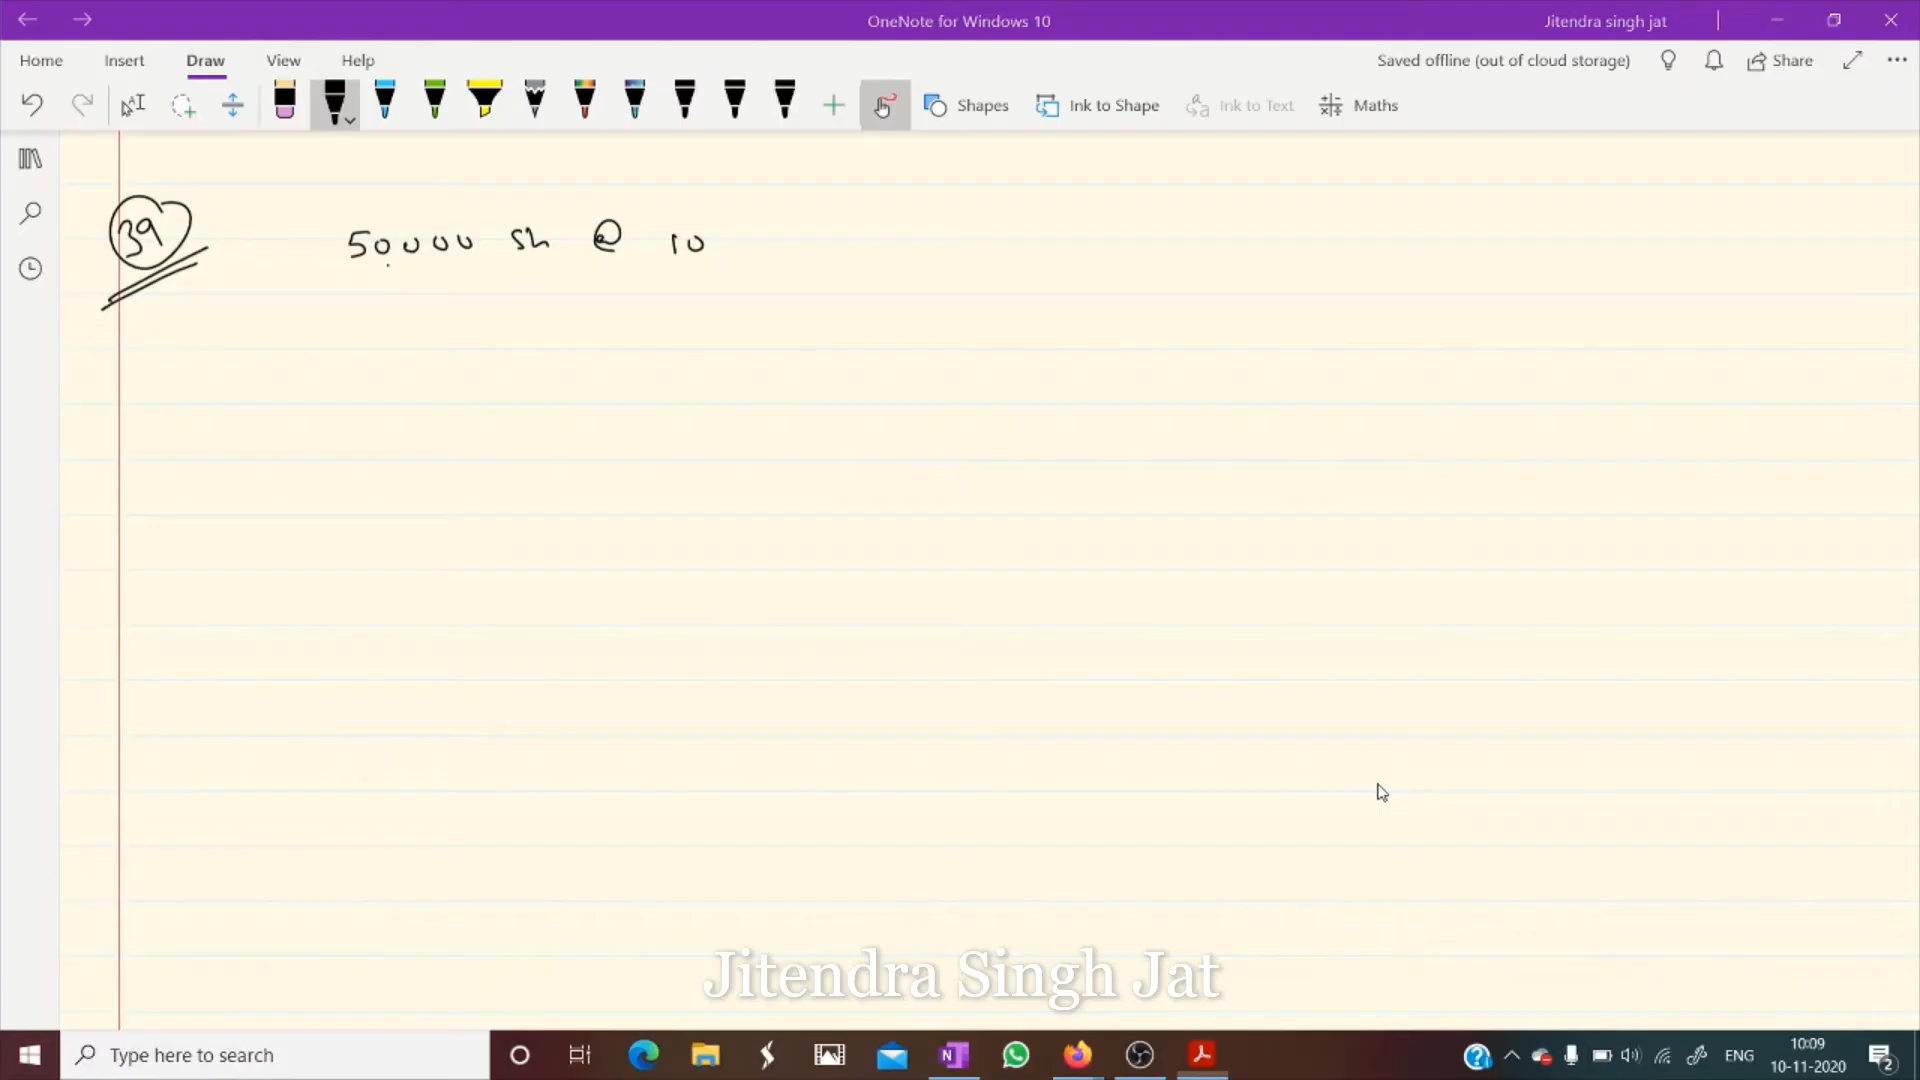 OneNote for Windows 10
Jitendra singh jat
Home Insert Draw View Help
Saved offline (out of cloud storage)
Share
Shapes Ink to Shape Ink to Text Maths
39 50000 sh @ 10
Jitendra Singh Jat
Type here to search
ENG
10:09
10-11-2020
2